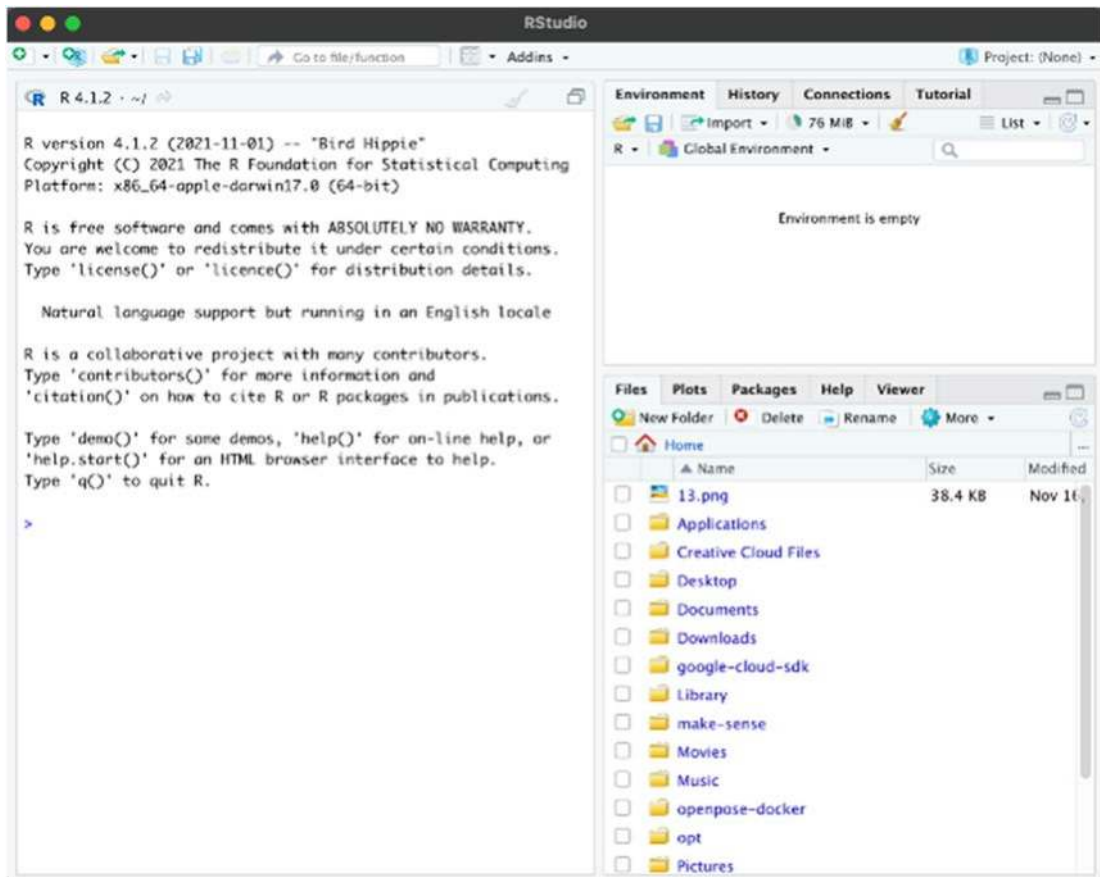 RStudio
Go to file/function
Addins
Project: (None)
R 4.1.2 · ~/
R version 4.1.2 (2021-11-01) -- "Bird Hippie"
Copyright (C) 2021 The R Foundation for Statistical Computing
Platform: x86_64-apple-darwin17.0 (64-bit)
R is free software and comes with ABSOLUTELY NO WARRANTY.
You are welcome to redistribute it under certain conditions.
Type 'license()' or 'licence()' for distribution details.
Natural language support but running in an English locale
R is a collaborative project with many contributors.
Type 'contributors()' for more information and
'citation()' on how to cite R or R packages in publications.
Type 'demo()' for some demos, 'help()' for on-line help, or
'help.start()' for an HTML browser interface to help.
Type 'q()' to quit R.
>
Environment History Connections Tutorial
Import 76 MiB List
R Global Environment
Environment is empty
Files Plots Packages Help Viewer
New Folder Delete Rename More
Home ...
Name Size Modified
13.png 38.4 KB Nov 16,
Applications
Creative Cloud Files
Desktop
Documents
Downloads
google-cloud-sdk
Library
make-sense
Movies
Music
openpose-docker
opt
Pictures